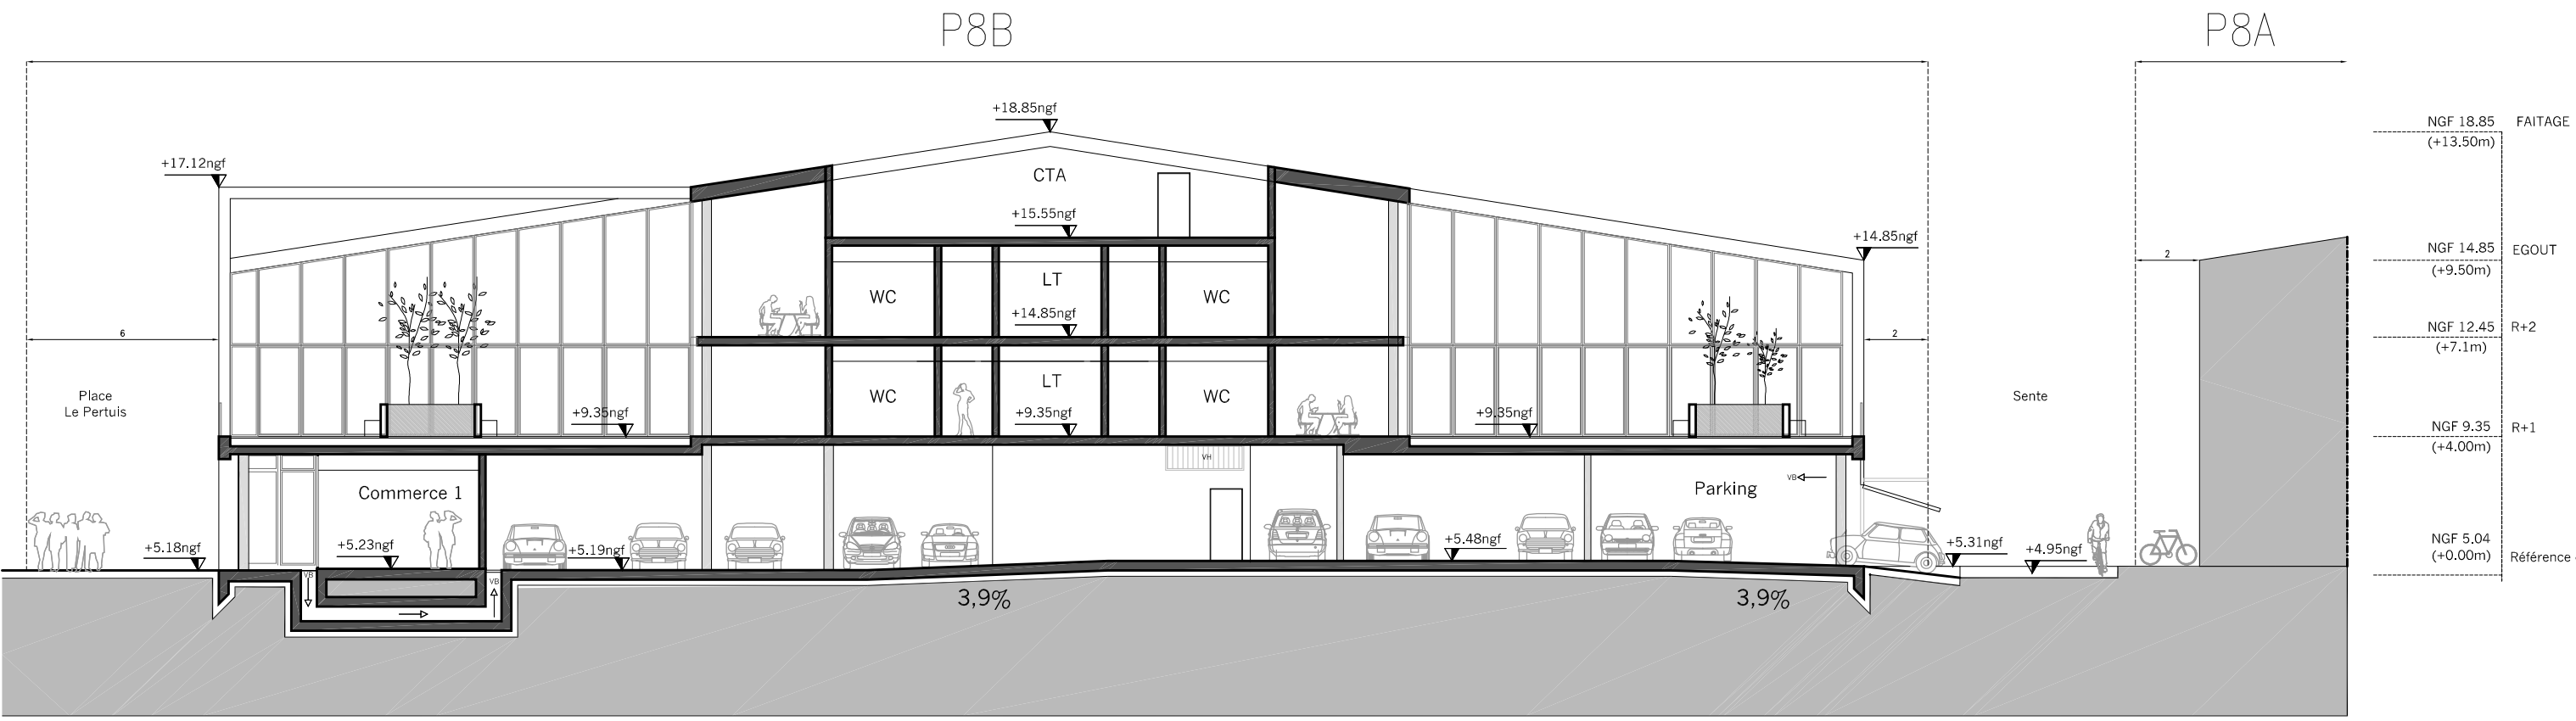 P8B
P8A
+18.85ngf
NGF 18.85 FAITAGE
(+13.50m)
+17.12ngf
CTA
+15.55ngf
+14.85ngf
NGF 14.85 EGOUT
(+9.50m)
2
LT
WC
WC
+14.85ngf
NGF 12.45 R+2
(+7.1m)
6
2
LT
WC
WC
Place
Le Pertuis
Sente
+9.35ngf
+9.35ngf
+9.35ngf
NGF 9.35 R+1
(+4.00m)
VH
VB
Commerce 1
Parking
+5.18ngf
+5.23ngf
+5.19ngf
+5.48ngf
+5.31ngf
+4.95ngf
NGF 5.04
(+0.00m) Référence
VB
VB
3,9%
3,9%